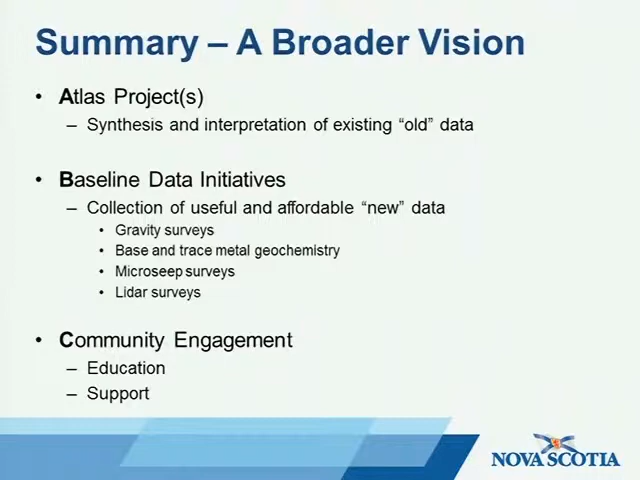 Summary – A Broader Vision
• Atlas Project(s)
– Synthesis and interpretation of existing “old” data
• Baseline Data Initiatives
– Collection of useful and affordable “new” data
• Gravity surveys
• Base and trace metal geochemistry
• Microseep surveys
• Lidar surveys
• Community Engagement
– Education
– Support
NOVA SCOTIA